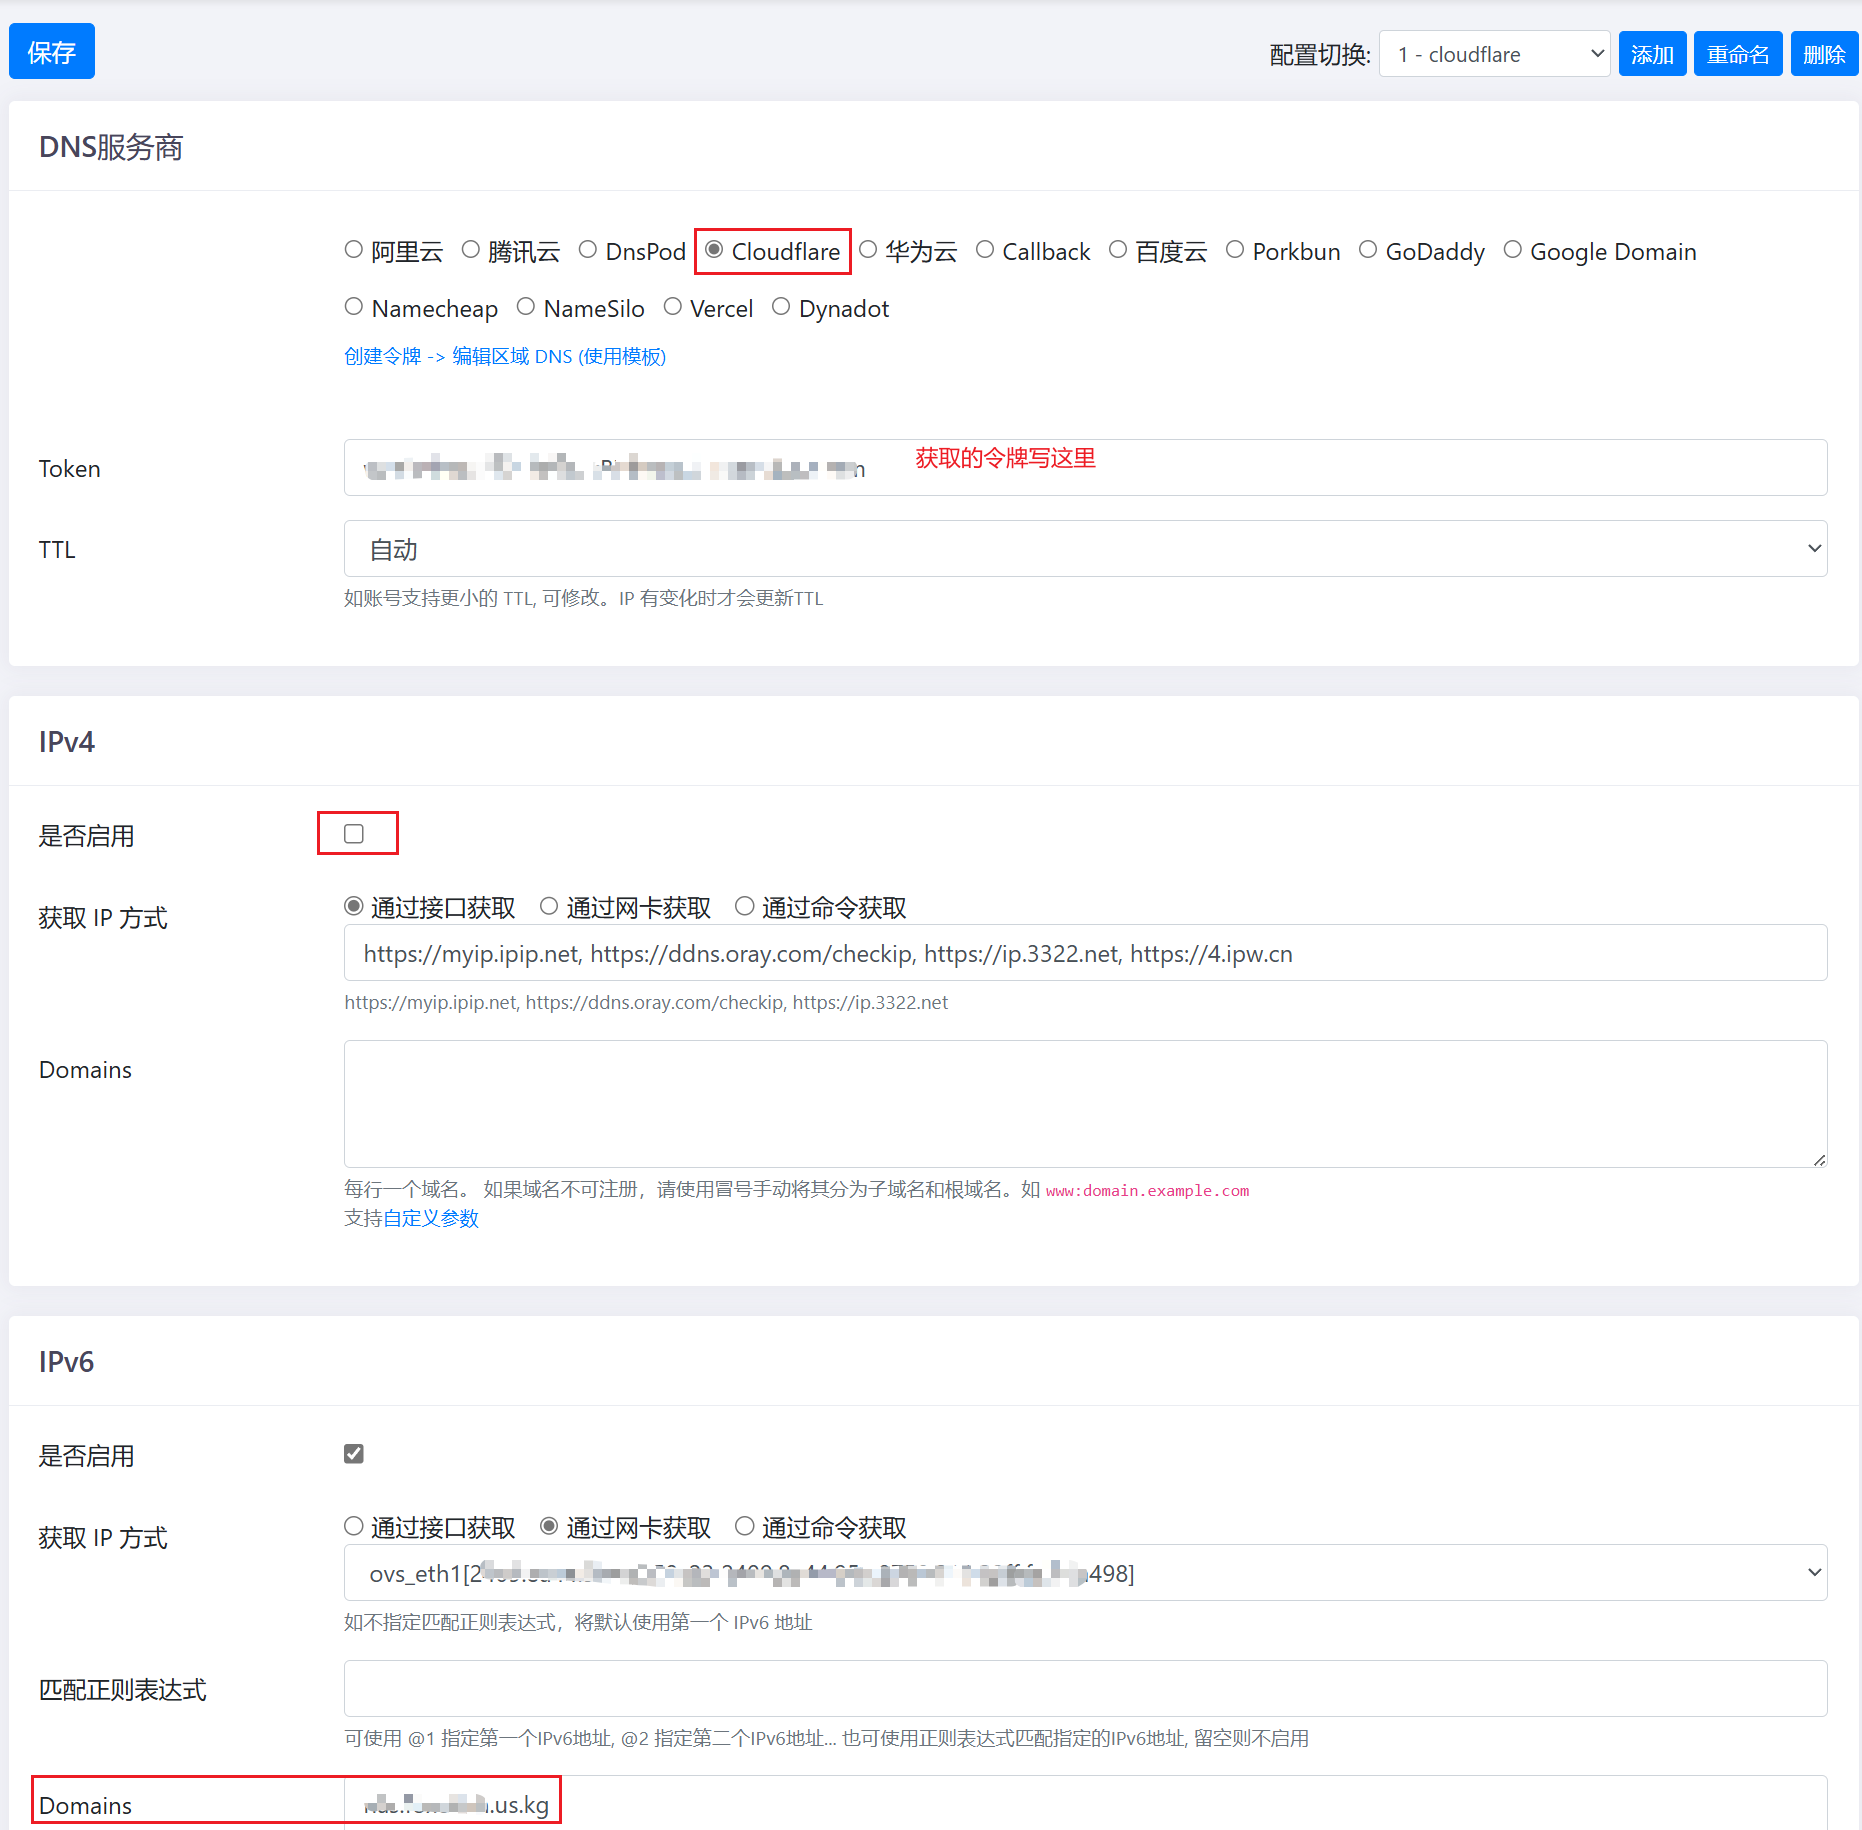 保存
配置切换: 1 - cloudflare 添加 重命名 删除
DNS服务商
阿里云 腾讯云 DnsPod Cloudflare 华为云 Callback 百度云 Porkbun GoDaddy Google Domain
Namecheap NameSilo Vercel Dynadot
创建令牌 -> 编辑区域 DNS (使用模板)
Token 获取的令牌写这里
TTL 自动
如账号支持更小的 TTL, 可修改。IP 有变化时才会更新TTL
IPv4
是否启用
获取 IP 方式 通过接口获取 通过网卡获取 通过命令获取
https://myip.ipip.net, https://ddns.oray.com/checkip, https://ip.3322.net, https://4.ipw.cn
https://myip.ipip.net, https://ddns.oray.com/checkip, https://ip.3322.net
Domains
每行一个域名。 如果域名不可注册，请使用冒号手动将其分为子域名和根域名。如 www:domain.example.com
支持自定义参数
IPv6
是否启用
获取 IP 方式 通过接口获取 通过网卡获取 通过命令获取
ovs_eth1[2 498]
如不指定匹配正则表达式，将默认使用第一个 IPv6 地址
匹配正则表达式
可使用 @1 指定第一个IPv6地址, @2 指定第二个IPv6地址... 也可使用正则表达式匹配指定的IPv6地址, 留空则不启用
Domains .us.kg